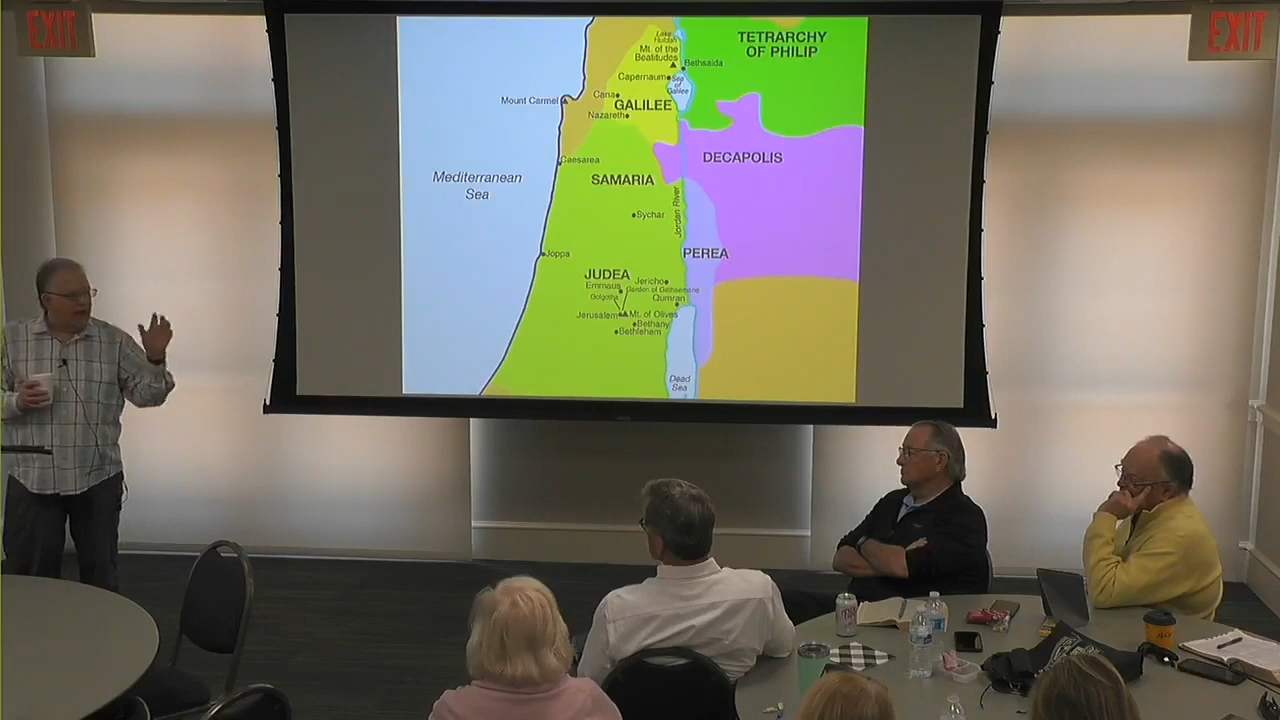 EXIT
EXIT
TETRARCHY
OF PHILIP
Lake
Huldah
Mt. of the
Beatitudes
Bethsaida
Capernaum
Sea
of
Galilee
Cana
GALILEE
Mount Carmel
Nazareth
DECAPOLIS
Caesarea
Mediterranean
Sea
SAMARIA
Jordan River
Sychar
Joppa
PEREA
JUDEA
Jericho
Emmaus
Garden of Gethsemane
Golgotha
Qumran
Jerusalem
Mt. of Olives
Bethany
Bethlehem
Dead
Sea